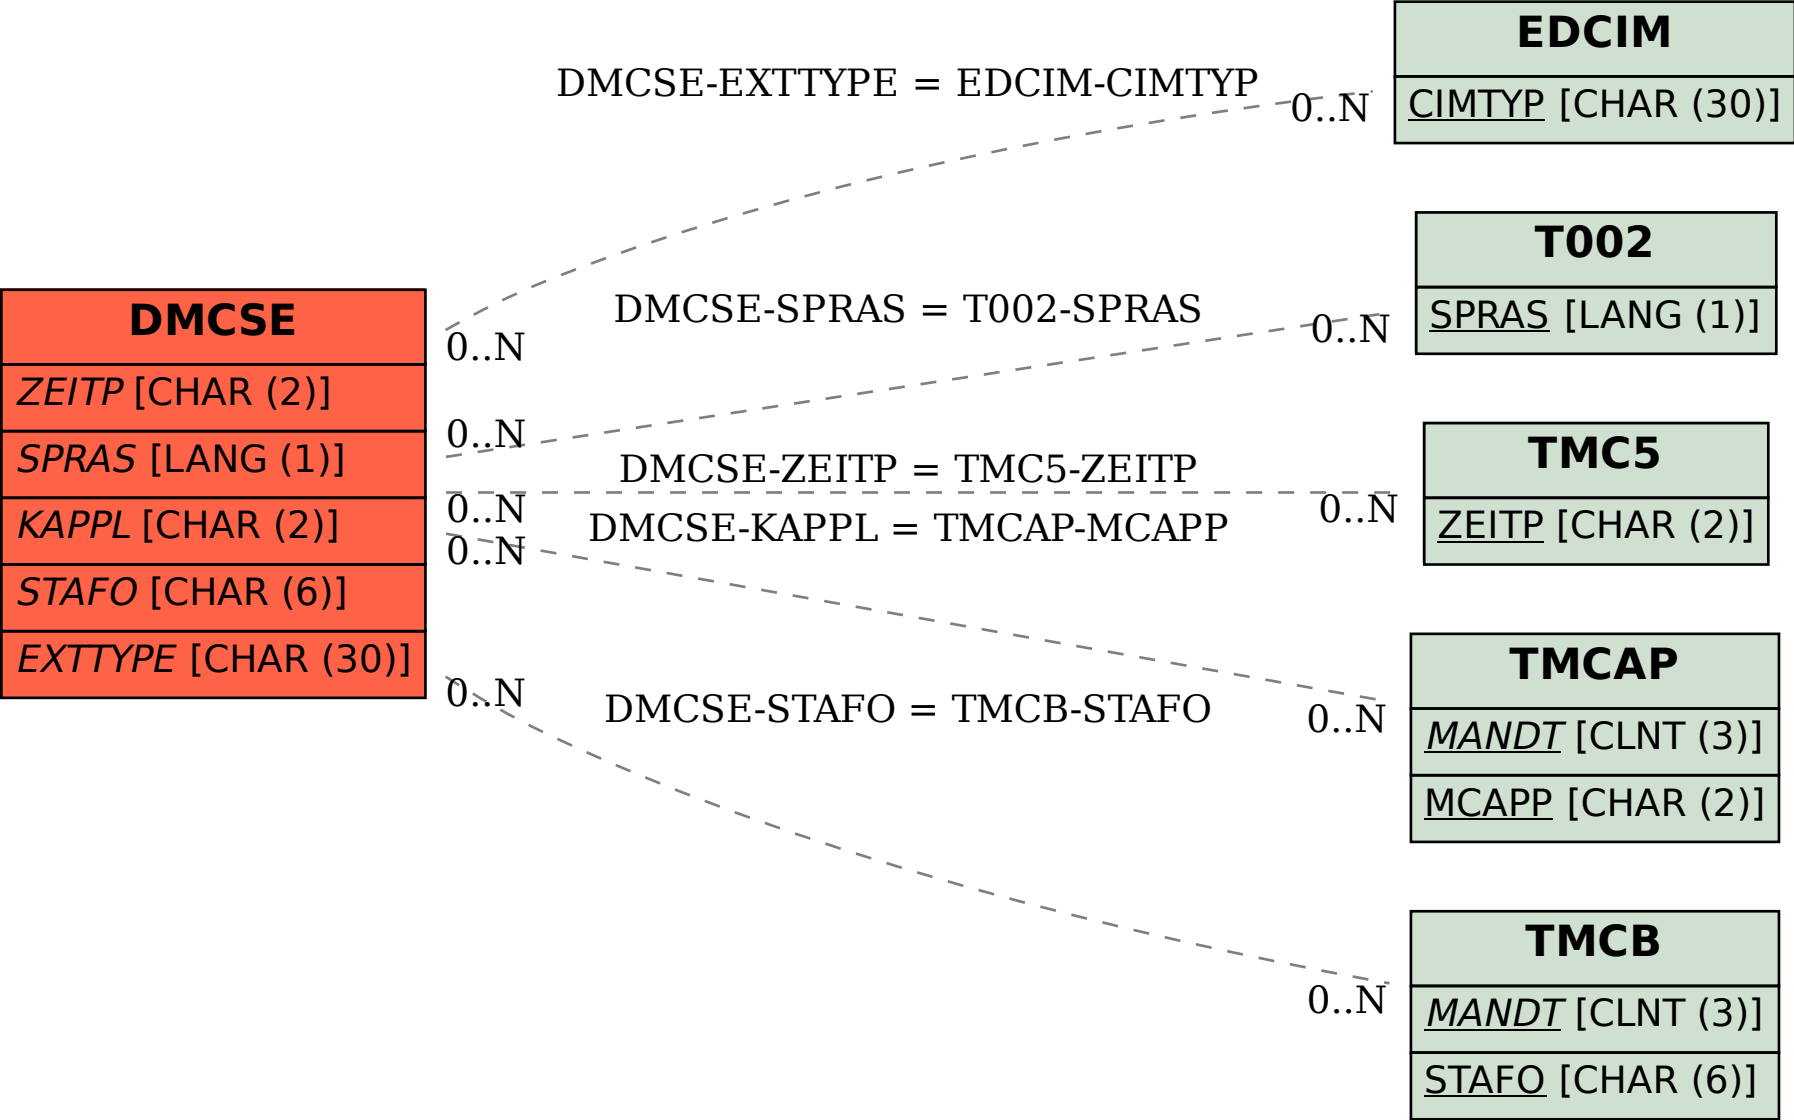 EDCIM
CIMTYP [CHAR (30)]
DMCSE-EXTTYPE = EDCIM-CIMTYP
0..N
0..N
T002
SPRAS [LANG (1)]
DMCSE-SPRAS = T002-SPRAS
0..N
0..N
DMCSE
ZEITP [CHAR (2)]
SPRAS [LANG (1)]
KAPPL [CHAR (2)]
STAFO [CHAR (6)]
EXTTYPE [CHAR (30)]
DMCSE-ZEITP = TMC5-ZEITP
0..N
0..N
TMC5
ZEITP [CHAR (2)]
DMCSE-KAPPL = TMCAP-MCAPP
0..N
0..N
TMCAP
MANDT [CLNT (3)]
MCAPP [CHAR (2)]
DMCSE-STAFO = TMCB-STAFO
0..N
0..N
TMCB
MANDT [CLNT (3)]
STAFO [CHAR (6)]